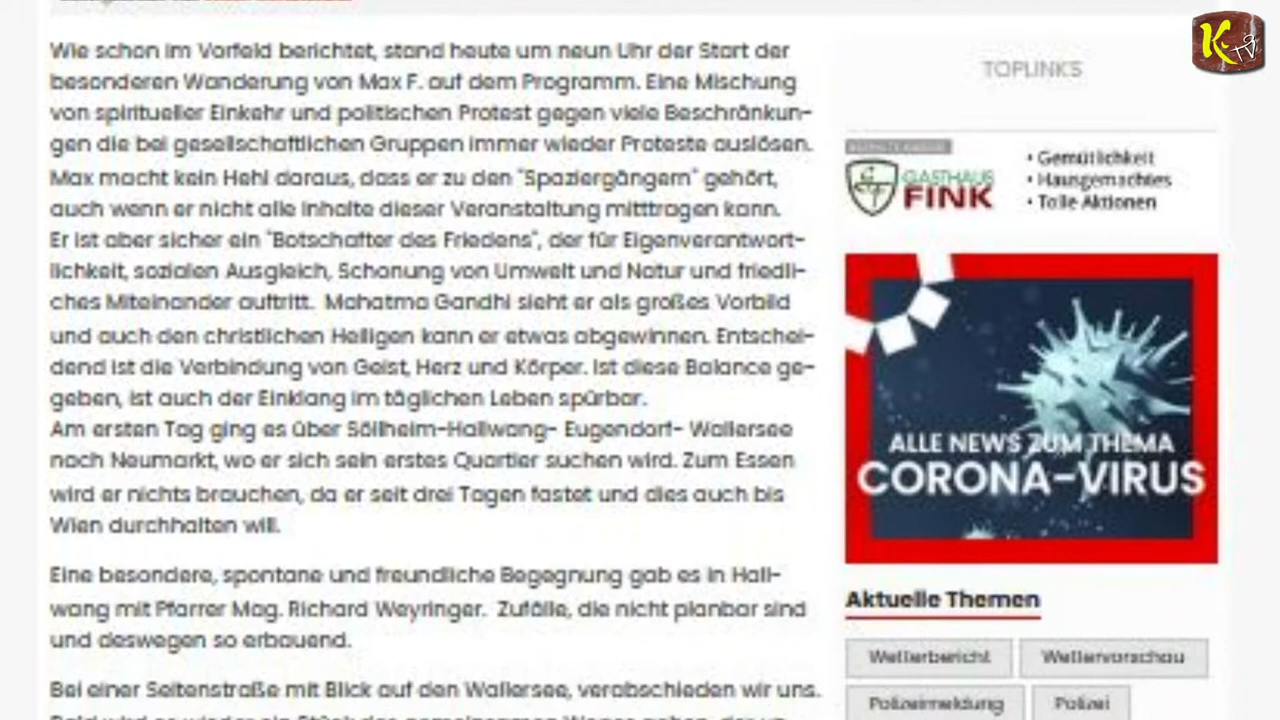 Wie schon im Vorfeld berichtet, stand heute um neun Uhr der Start der
besonderen Wanderung von Max F. auf dem Programm. Eine Mischung
von spiritueller Einkehr und politischen Protest gegen viele Beschränkun-
gen die bei gesellschaftlichen Gruppen immer wieder Proteste auslösen.
Max macht kein Hehl daraus, dass er zu den "Spaziergängern" gehört,
auch wenn er nicht alle Inhalte dieser Veranstaltung mitttragen kann.
Er ist aber sicher ein "Botschafter des Friedens", der für Eigenverantwort-
lichkeit, sozialen Ausgleich, Schonung von Umwelt und Natur und friedli-
ches Miteinander auftritt. Mahatma Gandhi sieht er als großes Vorbild
und auch den christlichen Heiligen kann er etwas abgewinnen. Entschei-
dend ist die Verbindung von Geist, Herz und Körper. Ist diese Balance ge-
geben, ist auch der Einklang im täglichen Leben spürbar.
Am ersten Tag ging es über Söllheim-Hallwang- Eugendorf- Wallersee
nach Neumarkt, wo er sich sein erstes Quartier suchen wird. Zum Essen
wird er nichts brauchen, da er seit drei Tagen fastet und dies auch bis
Wien durchhalten will.
Eine besondere, spontane und freundliche Begegnung gab es in Hall-
wang mit Pfarrer Mag. Richard Weyringer. Zufälle, die nicht planbar sind
und deswegen so erbauend.
Bei einer Seitenstraße mit Blick auf den Wallersee, verabschieden wir uns.
K-TV
TOPLINKS
GASTHAUS
FINK
• Gemütlichkeit
• Hausgemachtes
• Tolle Aktionen
ALLE NEWS ZUM THEMA
CORONA-VIRUS
Aktuelle Themen
Wetterbericht
Wettervorschau
Polizeimeldung
Polizei